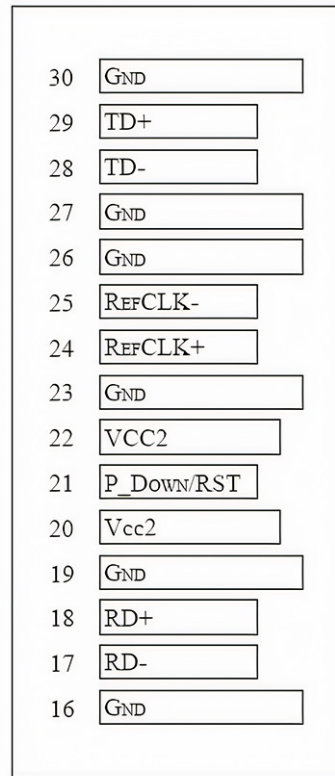 30 GND
29 TD+
28 TD-
27 GND
26 GND
25 REFCLK-
24 REFCLK+
23 GND
22 VCC2
21 P_DOWN/RST
20 Vcc2
19 GND
18 RD+
17 RD-
16 GND